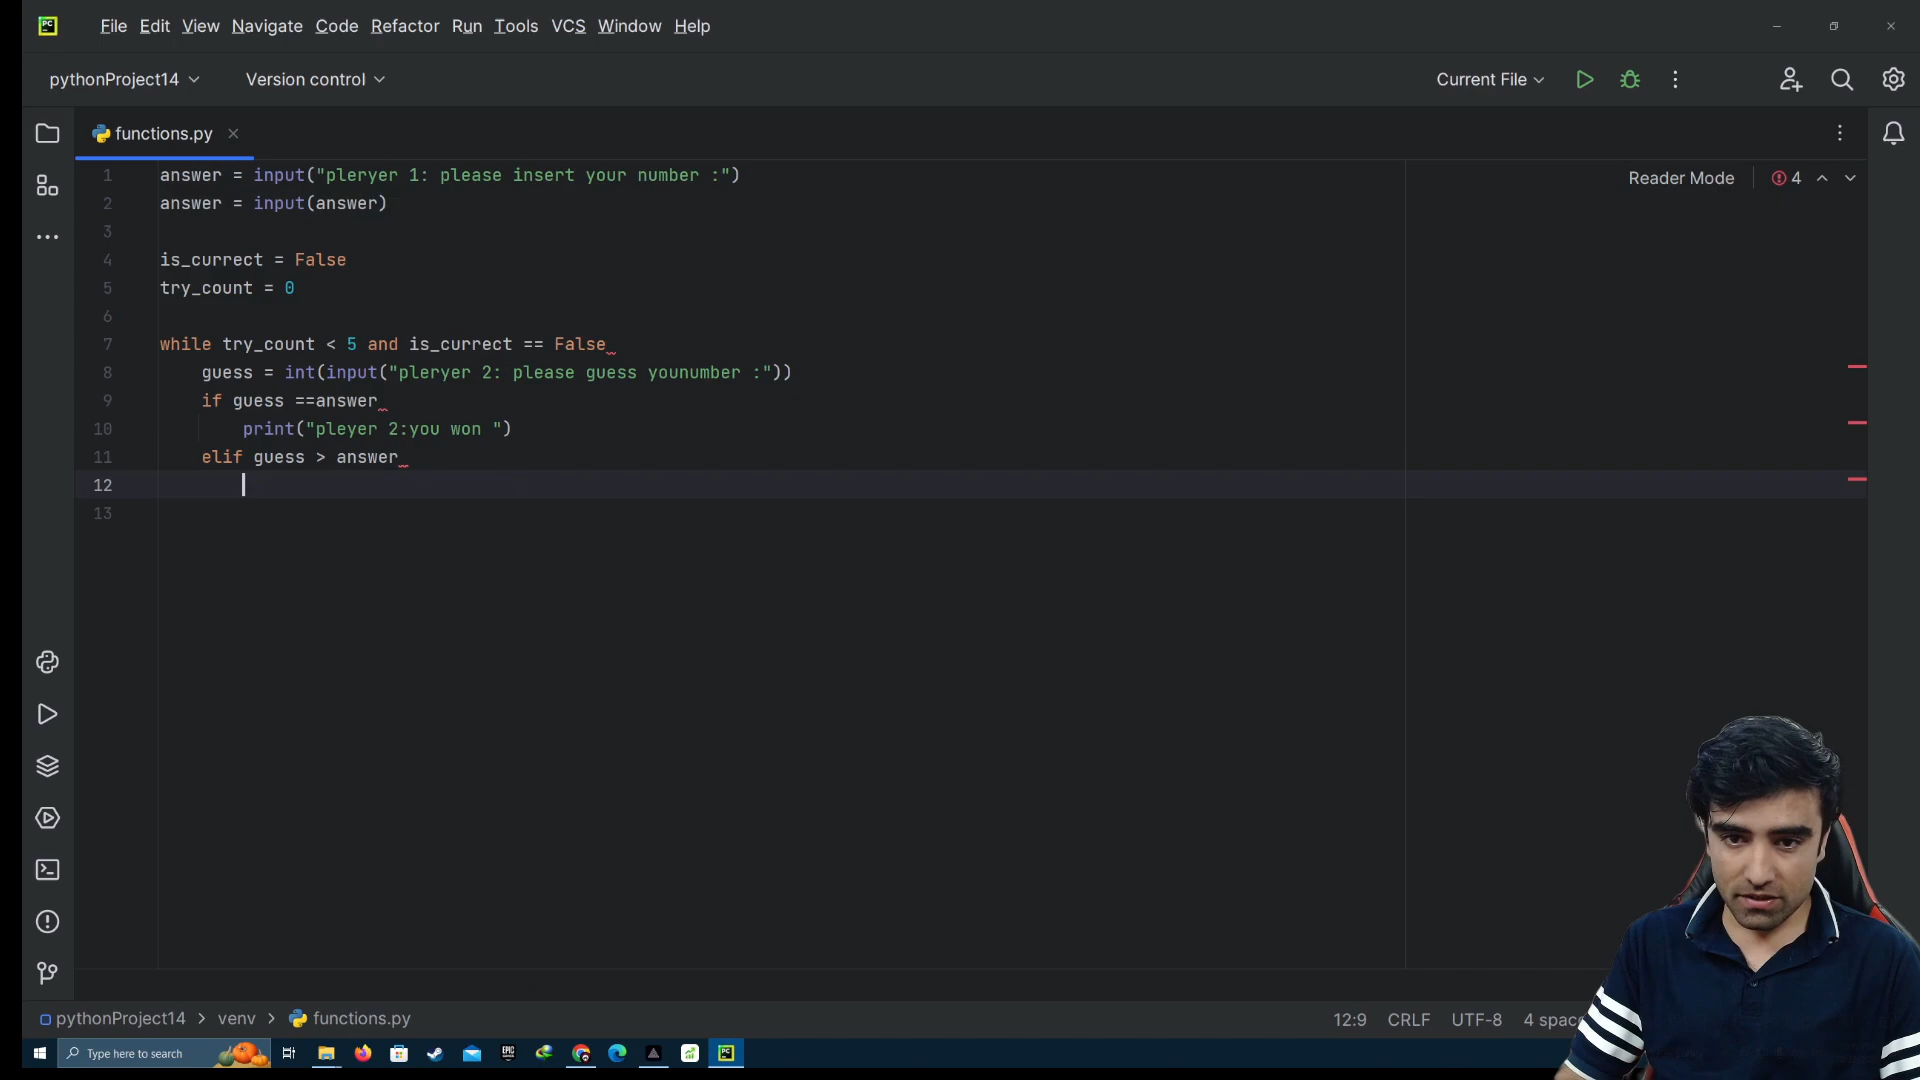 PC
File Edit View Navigate Code Refactor Run Tools VCS Window Help
pythonProject14 Version control Current File
functions.py
1 answer = input("pleryer 1: please insert your number :")
Reader Mode 4
2 answer = input(answer)
3
4 is_currect = False
5 try_count = 0
6
7 while try_count < 5 and is_currect == False
8 guess = int(input("pleryer 2: please guess younumber :"))
9 if guess ==answer
10 print("pleyer 2:you won ")
11 elif guess > answer
12
13
pythonProject14 > venv > functions.py 12:9 CRLF UTF-8 4 spac
Type here to search EPIC PC